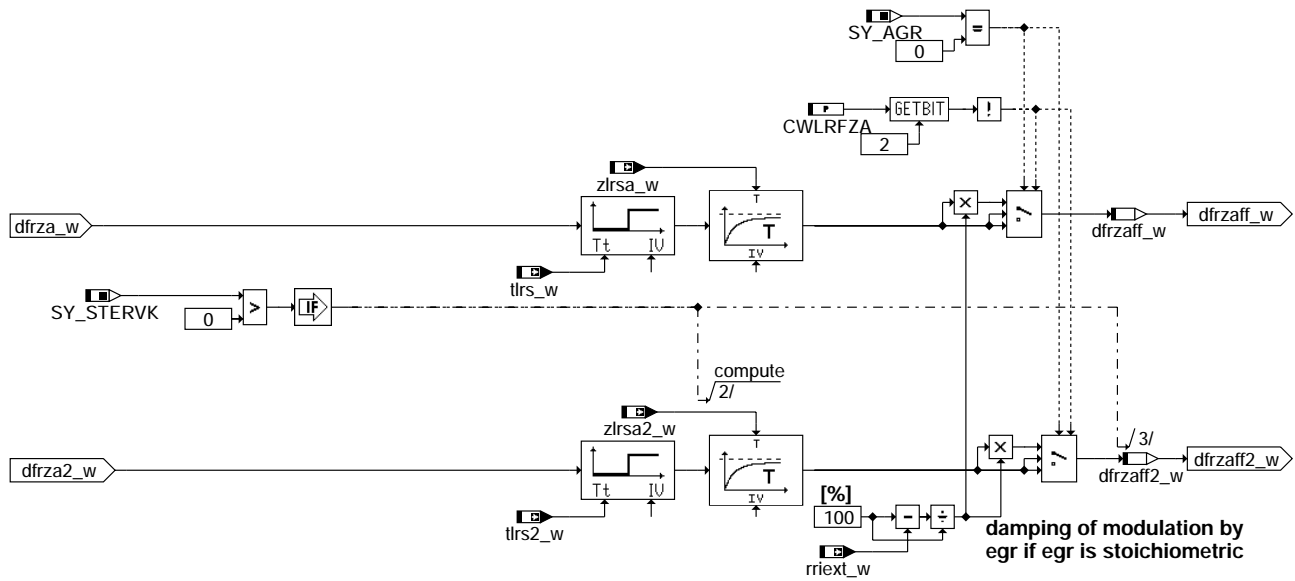 SY_AGR
0
=
CWLRFZA
P
GETBIT
!
2
zlrsa_w
T
dfrza_w
Tt IV
T
IV
x
dfrzaff_w
dfrzaff_w
tlrs_w
SY_STERVK
0
>
IF
compute
2/
zlrsa2_w
T
/3/
dfrza2_w
Tt IV
T
IV
x
dfrzaff2_w
dfrzaff2_w
tlrs2_w
[%]
100
-
÷
rriext_w
damping of modulation by
egr if egr is stoichiometric